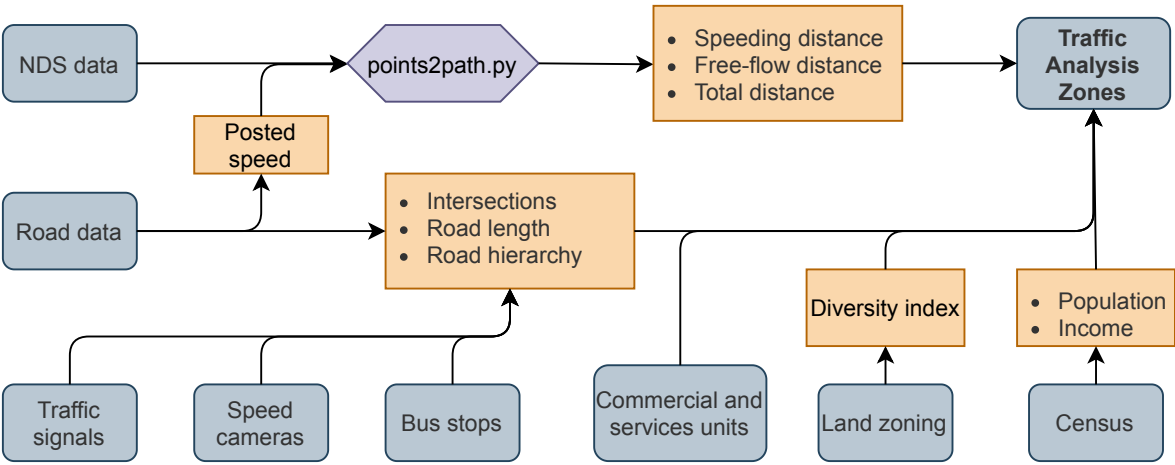 NDS data
points2path.py
• Speeding distance
• Free-flow distance
• Total distance
Traffic
Analysis
Zones
Posted
speed
Road data
• Intersections
• Road length
• Road hierarchy
Diversity index
• Population
• Income
Traffic
signals
Speed
cameras
Bus stops
Commercial and
services units
Land zoning
Census